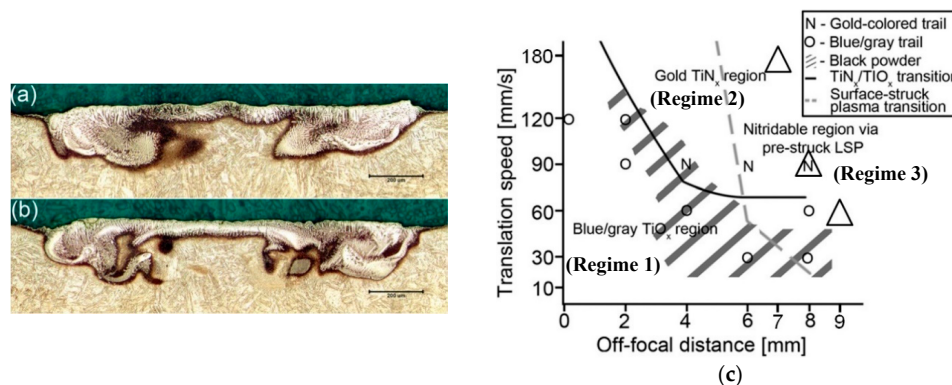 (a)
200 um
(b)
200 um
Translation speed [mm/s]
180
120
90
60
30
10
0
2
4
6
7
8
9
Off-focal distance [mm]
N - Gold-colored trail
O - Blue/gray trail
- Black powder
- TiNx/TIOx transition
- Surface-struck
plasma transition
Gold TiNx region
(Regime 2)
Nitridable region via
pre-struck LSP
N
N
N
(Regime 3)
Blue/gray TiOx region
(Regime 1)
(c)